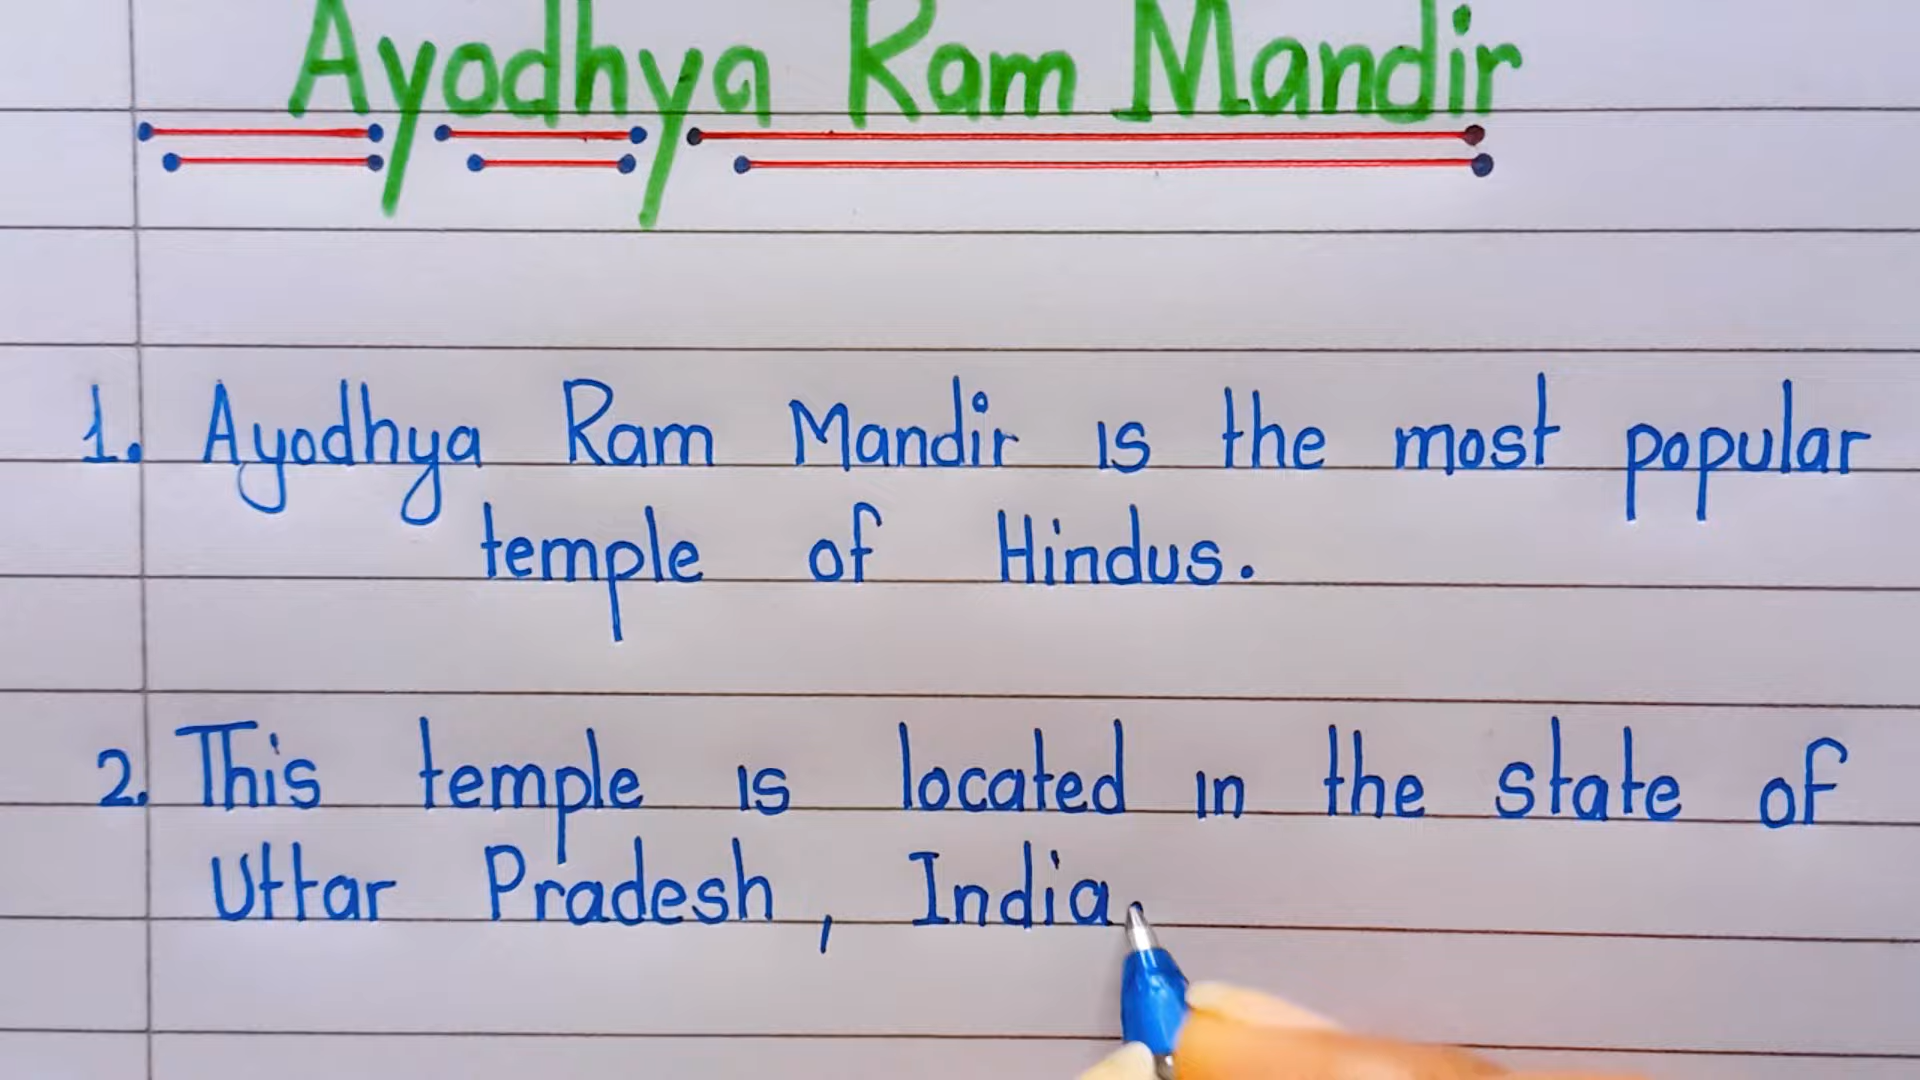 Ayodhya Ram Mandir
1. Ayodhya Ram Mandir is the most popular
temple of Hindus.
2. This temple is located in the state of
Uttar Pradesh, India.